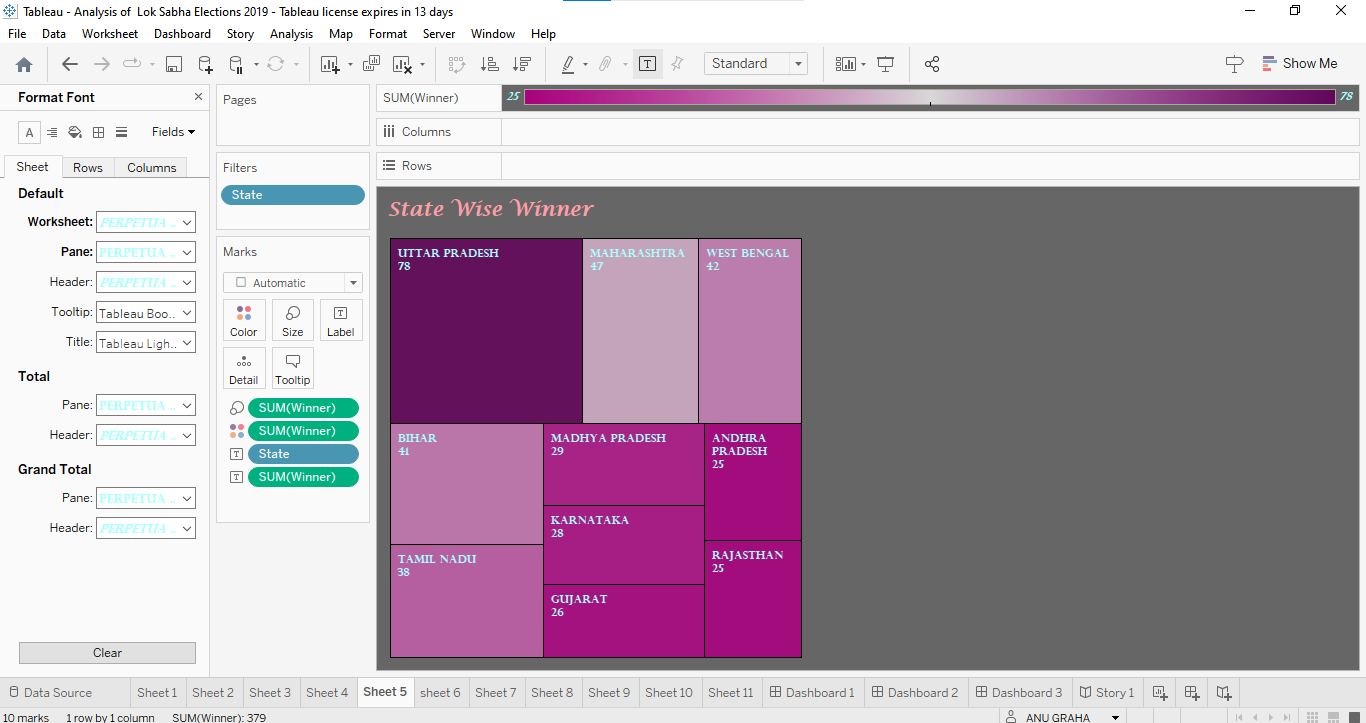 Tableau - Analysis of Lok Sabha Elections 2019 - Tableau license expires in 13 days
File Data Worksheet Dashboard Story Analysis Map Format Server Window Help
Standard
Show Me
Format Font
Fields
Sheet Rows Columns
Default
Worksheet: PERPETUA ..
Pane: PERPETUA ..
Header: PERPETUA ..
Tooltip: Tableau Boo..
Title: Tableau Ligh..
Total
Pane: PERPETUA ..
Header: PERPETUA ..
Grand Total
Pane: PERPETUA ..
Header: PERPETUA ..
Clear
Pages
Filters
State
Marks
Automatic
Color Size Label
Detail Tooltip
SUM(Winner)
SUM(Winner)
State
SUM(Winner)
SUM(Winner) 25 78
Columns
Rows
State Wise Winner
UTTAR PRADESH
78
MAHARASHTRA
47
WEST BENGAL
42
BIHAR
41
MADHYA PRADESH
29
ANDHRA
PRADESH
25
KARNATAKA
28
TAMIL NADU
38
RAJASTHAN
25
GUJARAT
26
Data Source Sheet 1 Sheet 2 Sheet 3 Sheet 4 Sheet 5 sheet 6 Sheet 7 Sheet 8 Sheet 9 Sheet 10 Sheet 11 Dashboard 1 Dashboard 2 Dashboard 3 Story 1
10 marks 1 row by 1 column SUM(Winner): 379 ANU GRAHA